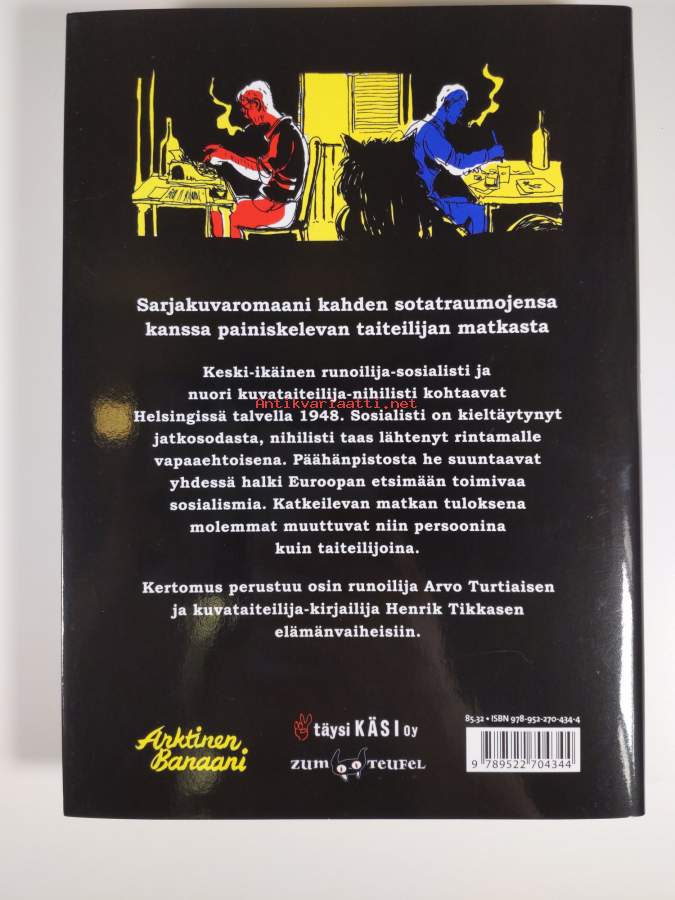 Sarjakuvaromaani kahden sotatraumojensa
kanssa painiskelevan taiteilijan matkasta
Keski-ikäinen runoilija-sosialisti ja
nuori kuvataiteilija-nihilisti kohtaavat
Antikvariaatti.net
Helsingissä talvella 1948. Sosialisti on kieltäytynyt
jatkosodasta, nihilisti taas lähtenyt rintamalle
vapaaehtoisena. Päähänpistosta he suuntaavat
yhdessä halki Euroopan etsimään toimivaa
sosialismia. Katkeilevan matkan tuloksena
molemmat muuttuvat niin persoonina
kuin taiteilijoina.
Kertomus perustuu osin runoilija Arvo Turtiaisen
ja kuvataiteilija-kirjailija Henrik Tikkasen
elämänvaiheisiin.
Arktinen
Banaani
täysi KÄSI OY
zum TEUFEL
85.32 • ISBN 978-952-270-434-4
9 789522 704344